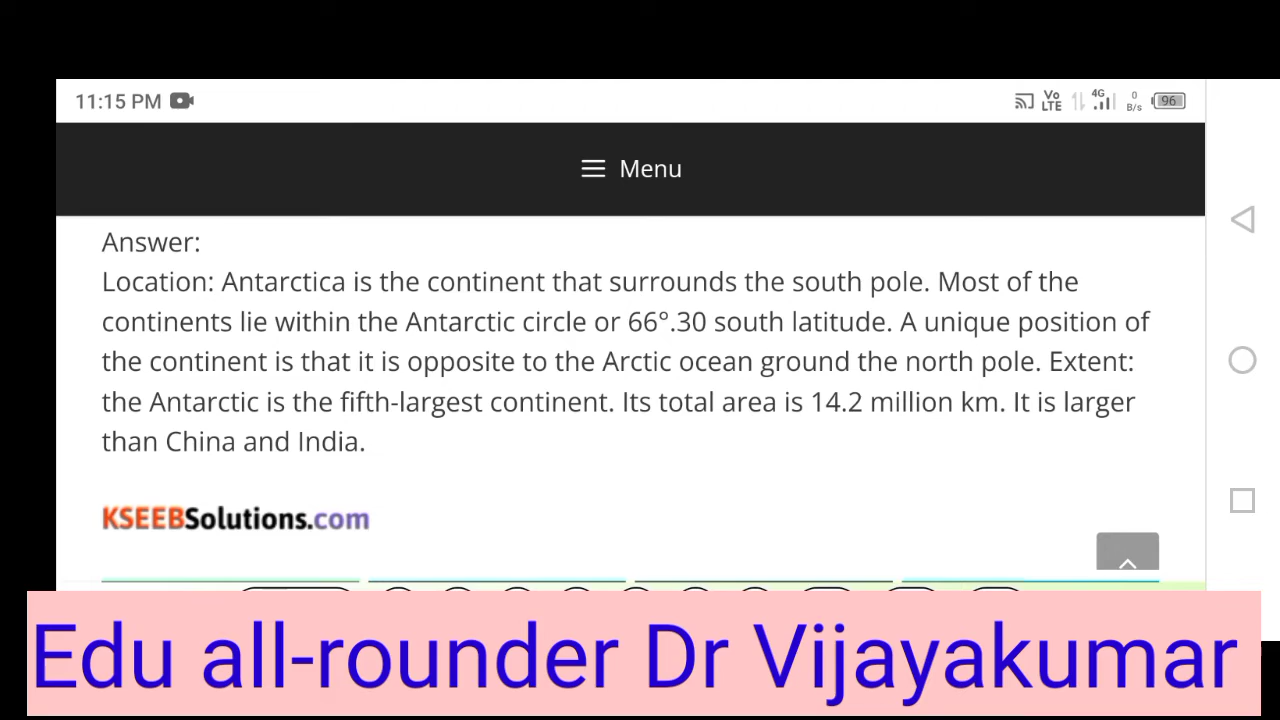 11:15 PM
Vo LTE 4G 0 B/s 96
Menu
Answer:
Location: Antarctica is the continent that surrounds the south pole. Most of the
continents lie within the Antarctic circle or 66°.30 south latitude. A unique position of
the continent is that it is opposite to the Arctic ocean ground the north pole. Extent:
the Antarctic is the fifth-largest continent. Its total area is 14.2 million km. It is larger
than China and India.
KSEEBSolutions.com
Edu all-rounder Dr Vijayakumar